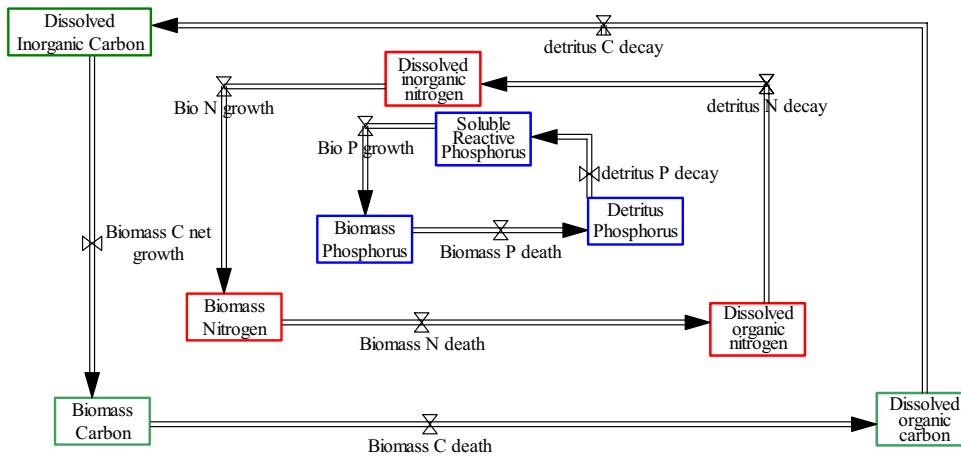 Dissolved
Inorganic Carbon
detritus C decay
Dissolved
inorganic
nitrogen
Bio N growth
detritus N decay
Soluble
Reactive
Phosphorus
Bio P growth
detritus P decay
Biomass
Phosphorus
Detritus
Phosphorus
Biomass P death
Biomass C net
growth
Biomass
Nitrogen
Dissolved
organic
nitrogen
Biomass N death
Biomass
Carbon
Dissolved
organic
carbon
Biomass C death